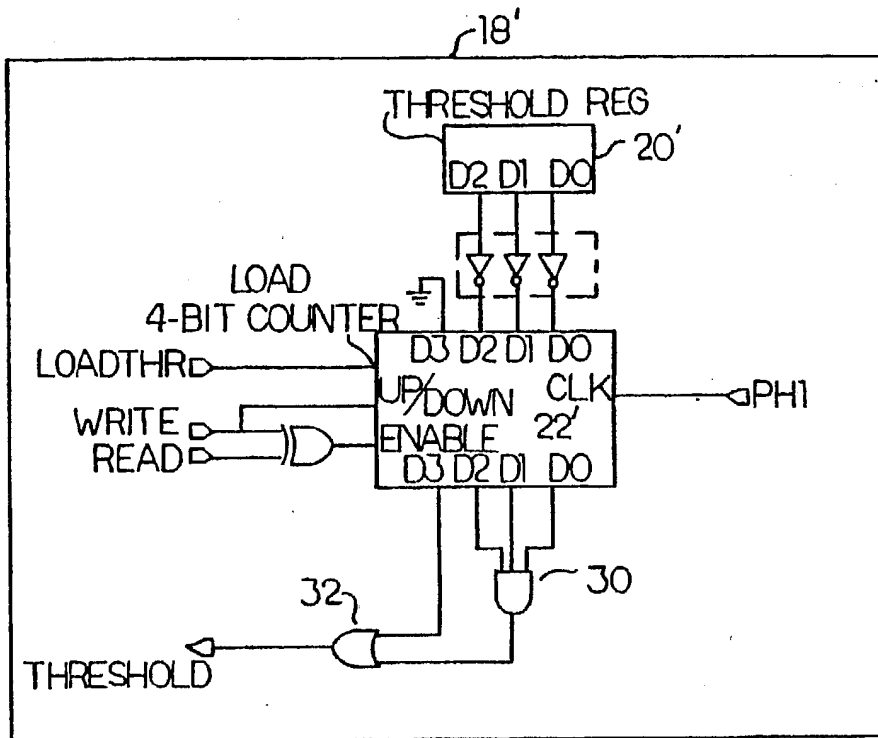 18'
THRESHOLD REG
20'
D2 D1 D0
LOAD
4-BIT COUNTER
D3 D2 D1 D0
LOADTHR
UP/DOWN
CLK
PH1
WRITE
22'
READ
ENABLE
D3 D2 D1 D0
30
32
THRESHOLD